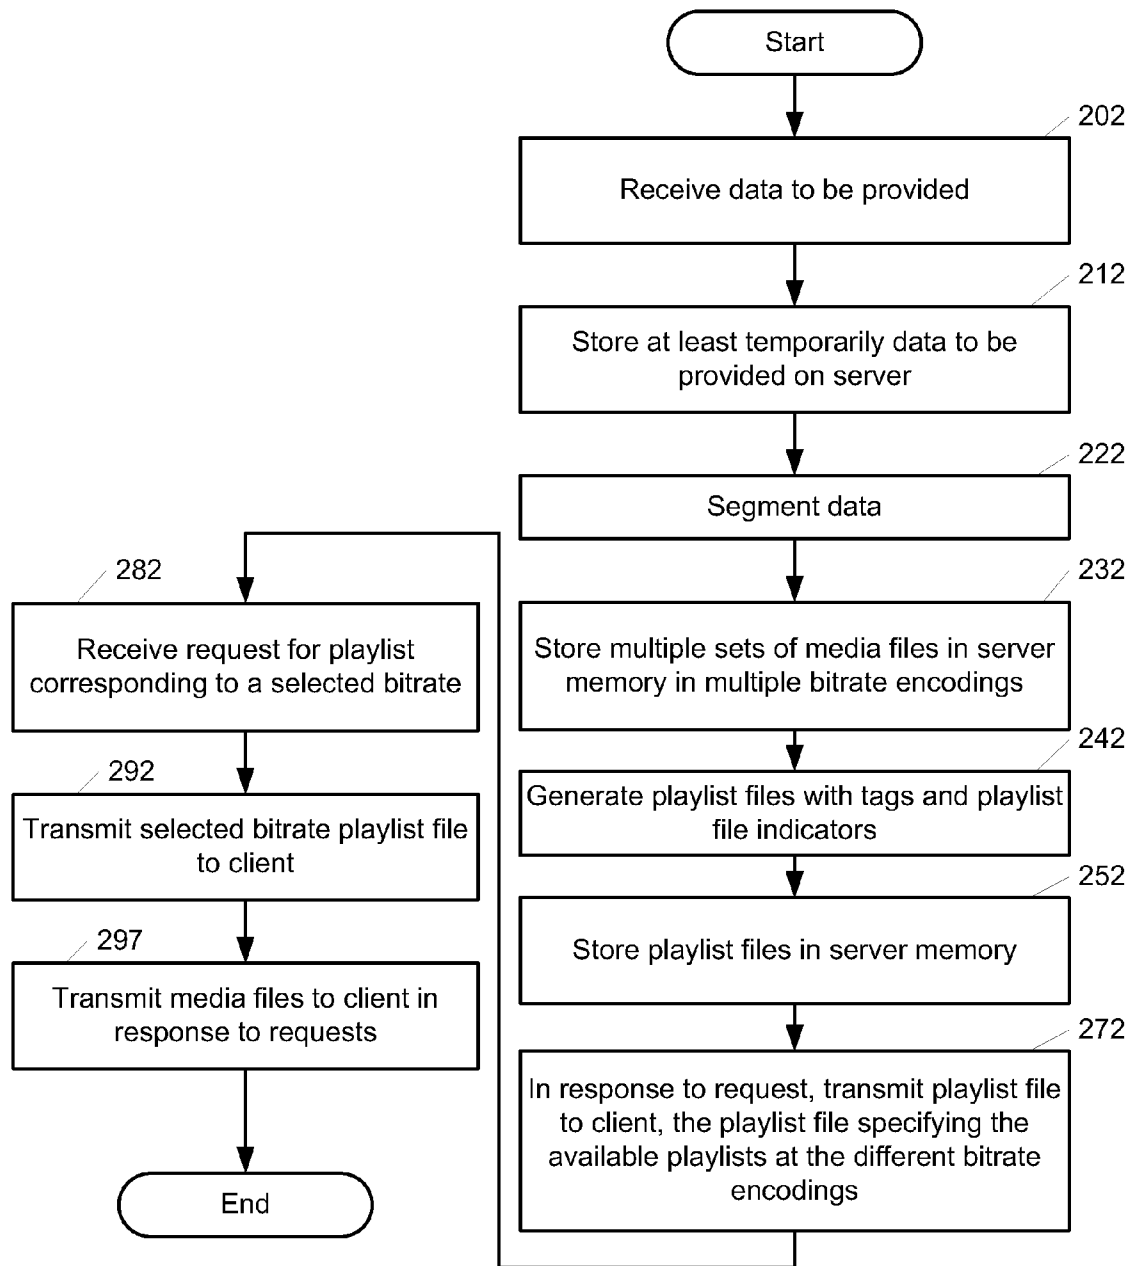 Start
202
Receive data to be provided
212
Store at least temporarily data to be
provided on server
222
Segment data
232
Store multiple sets of media files in server
memory in multiple bitrate encodings
242
Generate playlist files with tags and playlist
file indicators
252
Store playlist files in server memory
272
In response to request, transmit playlist file
to client, the playlist file specifying the
available playlists at the different bitrate
encodings
282
Receive request for playlist
corresponding to a selected bitrate
292
Transmit selected bitrate playlist file
to client
297
Transmit media files to client in
response to requests
End